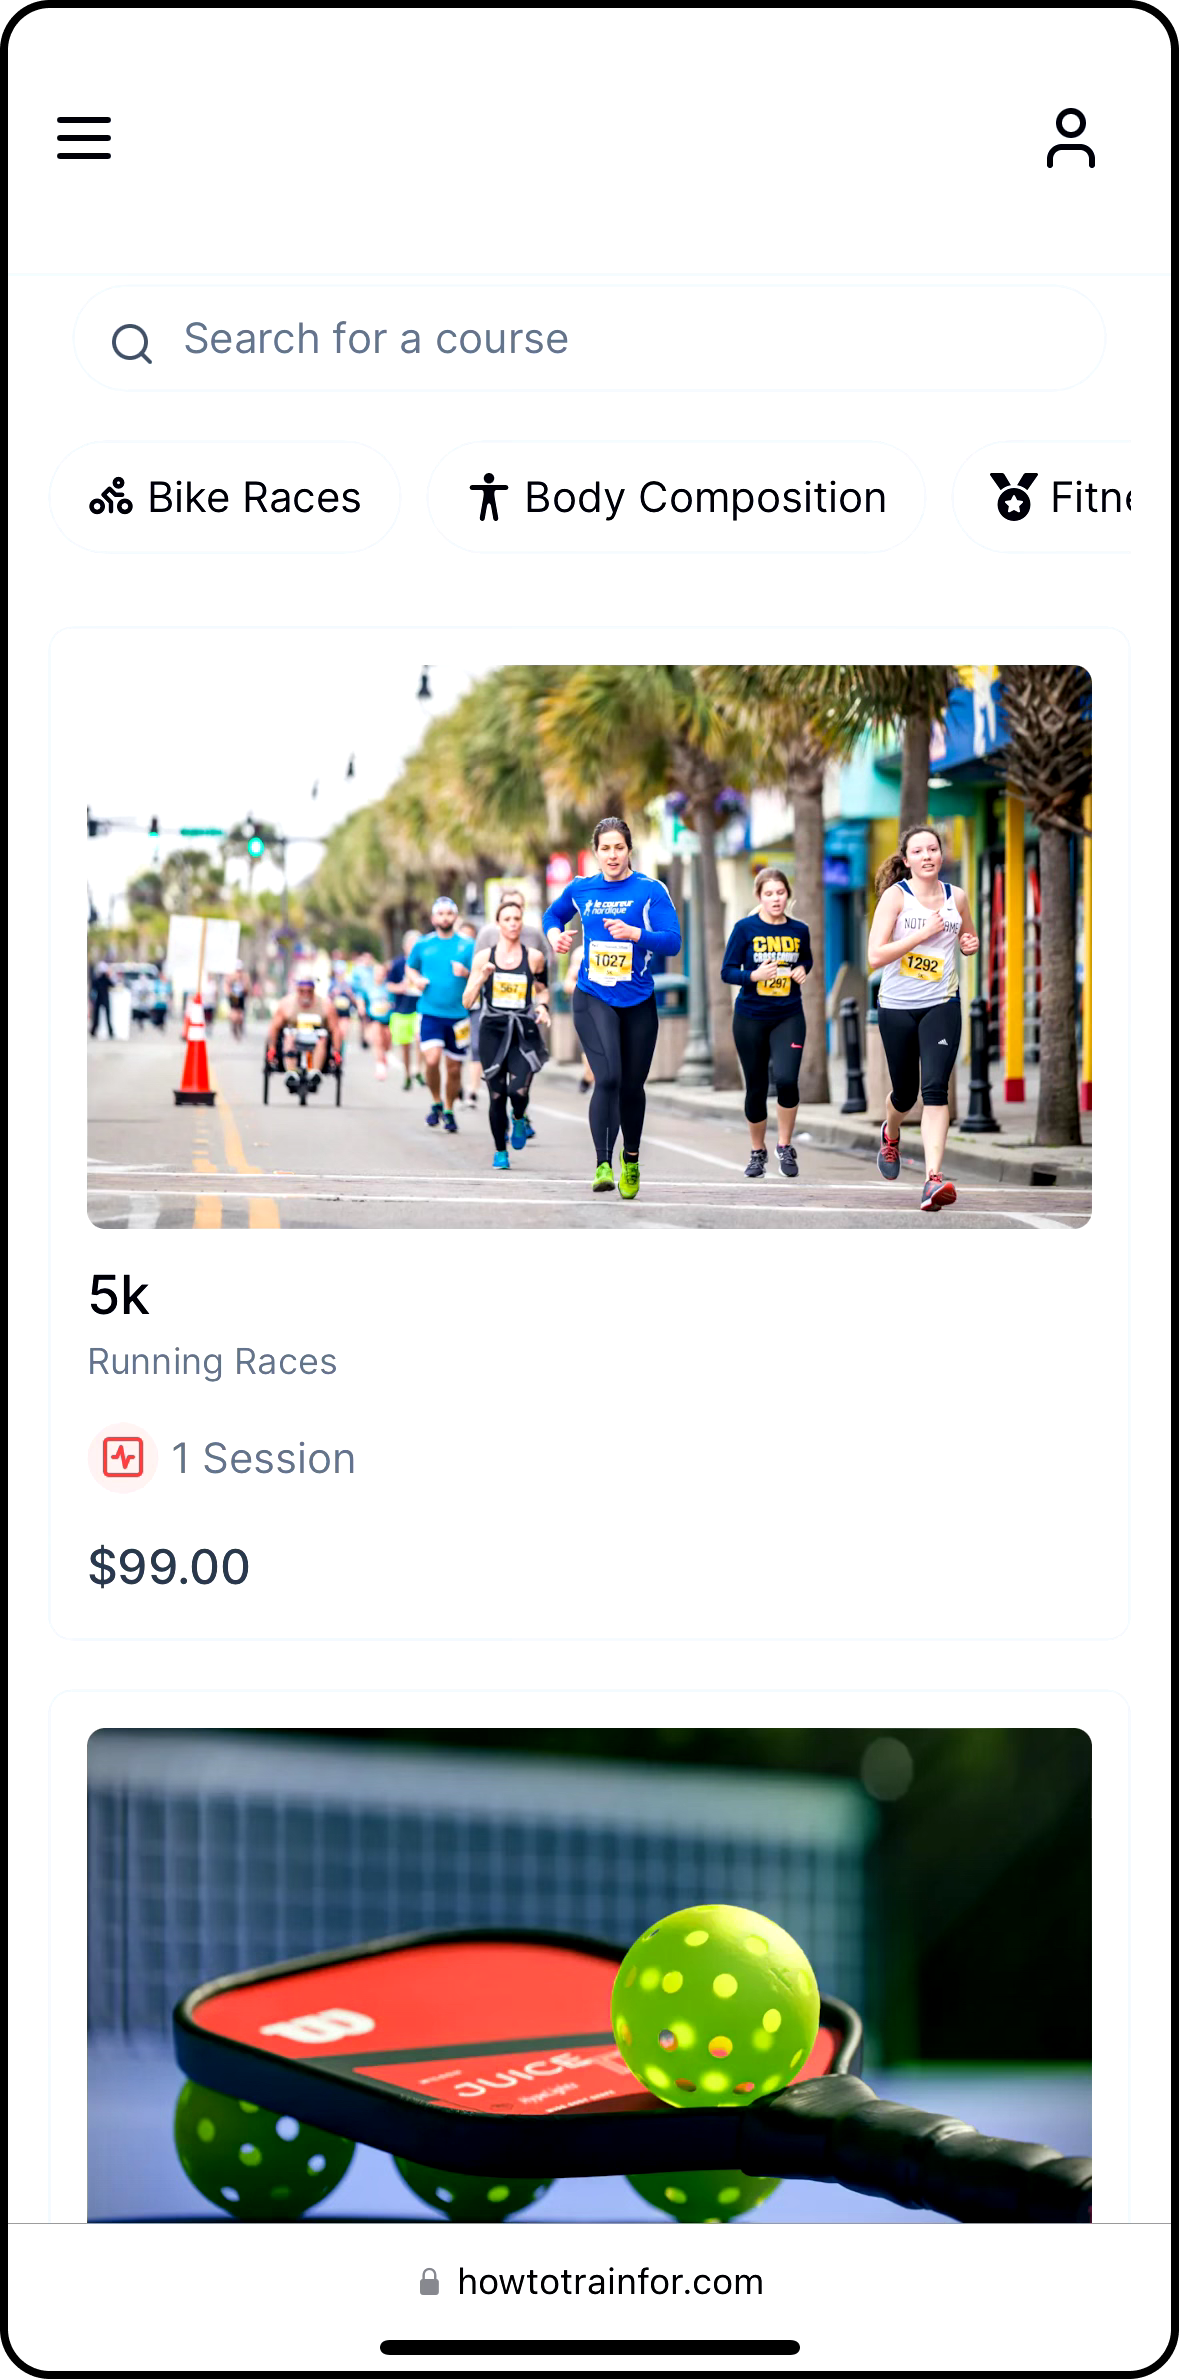 Search for a course
Bike Races
Body Composition
Fitne
le coureur
nordique
567
1027
CNDF
CROSS COUNTRY
1297
NOTRE DAME
1292
5k
Running Races
1 Session
$99.00
W
JUICE
howtotrainfor.com